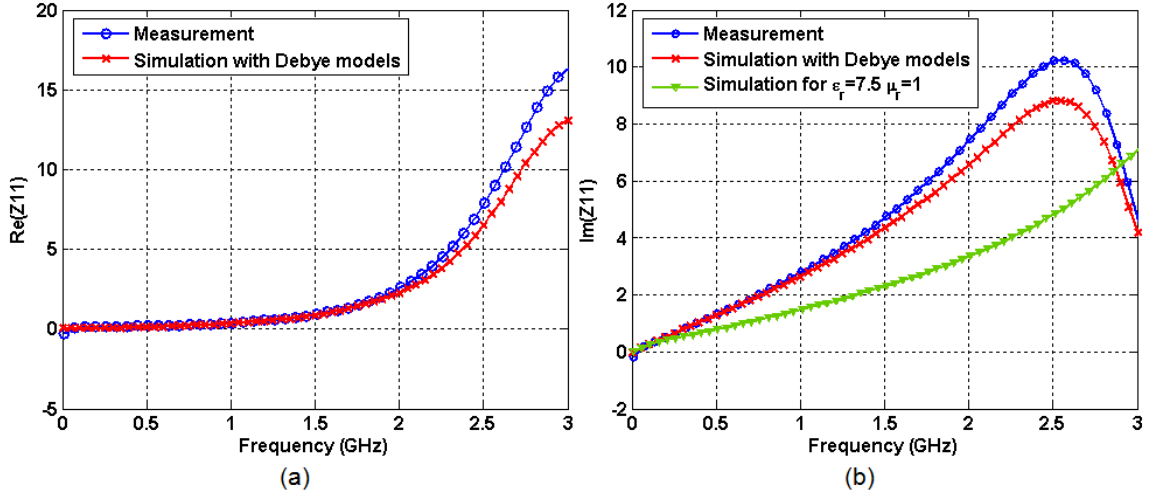 20
15
10
5
0
-5
Re(Z11)
Measurement
Simulation with Debye models
0
0.5
1
1.5
2
2.5
3
Frequency (GHz)
(a)
12
10
8
6
4
2
0
-2
Im(Z11)
Measurement
Simulation with Debye models
Simulation for εr=7.5 μr=1
0
0.5
1
1.5
2
2.5
3
Frequency (GHz)
(b)